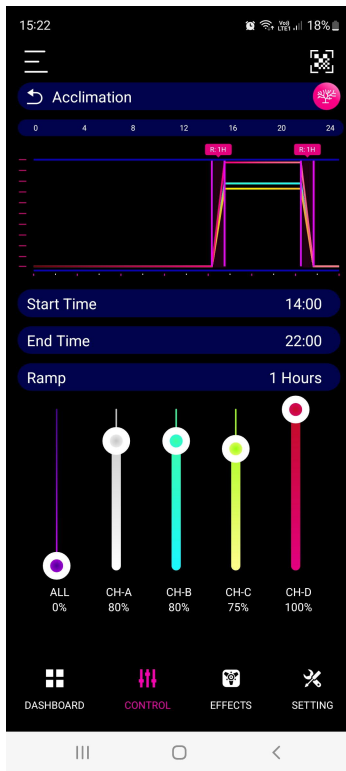 15:22
Vo)) LTE1 18%
Acclimation
0 4 8 12 16 20 24
R:1H R:1H
Start Time 14:00
End Time 22:00
Ramp 1 Hours
ALL CH-A CH-B CH-C CH-D
0% 80% 80% 75% 100%
DASHBOARD CONTROL EFFECTS SETTING